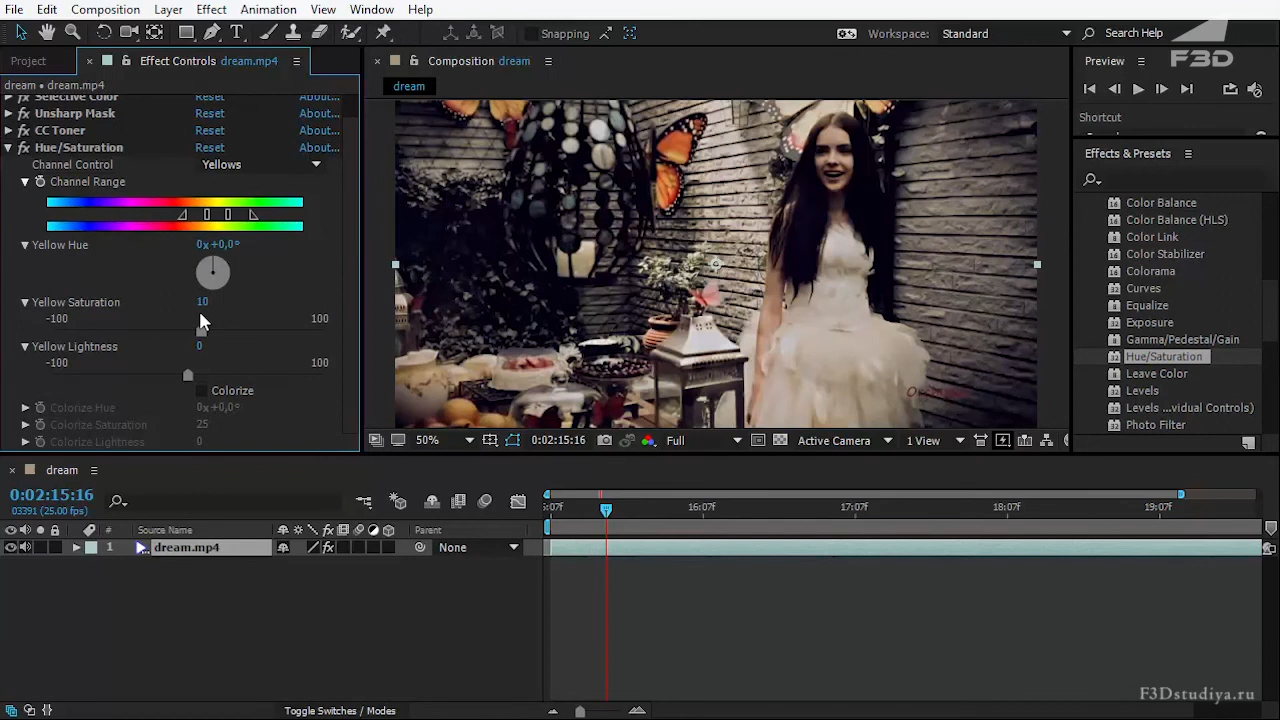 File Edit Composition Layer Effect Animation View Window Help
Snapping
Workspace: Standard
Search Help
F3D
Project
Effect Controls dream.mp4
Composition dream
Preview
dream • dream.mp4
dream
Selective Color Reset About...
Unsharp Mask Reset About...
CC Toner Reset About...
Hue/Saturation Reset About...
Channel Control Yellows
Channel Range
Yellow Hue 0x+0,0°
Yellow Saturation 10
-100 100
Yellow Lightness 0
-100 100
Colorize
Colorize Hue 0x+0,0°
Colorize Saturation 25
Colorize Lightness 0
50% 0:02:15:16 Full Active Camera 1 View
Shortcut
Effects & Presets
Color Balance
Color Balance (HLS)
Color Link
Color Stabilizer
Colorama
Curves
Equalize
Exposure
Gamma/Pedestal/Gain
Hue/Saturation
Leave Color
Levels
Levels ...vidual Controls)
Photo Filter
dream
0:02:15:16
03391 (25.00 fps)
:07f 16:07f 17:07f 18:07f 19:07f
# Source Name Parent
1 dream.mp4 None
Toggle Switches / Modes
F3Dstudiya.ru